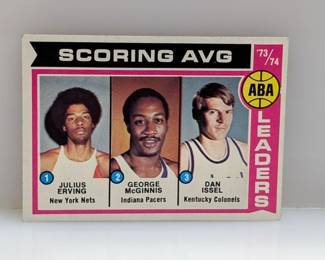 SCORING AVG
'73/74
ABA
LEADERS
1
JULIUS
ERVING
New York Nets
2
GEORGE
McGINNIS
Indiana Pacers
3
DAN
ISSEL
Kentucky Colonels